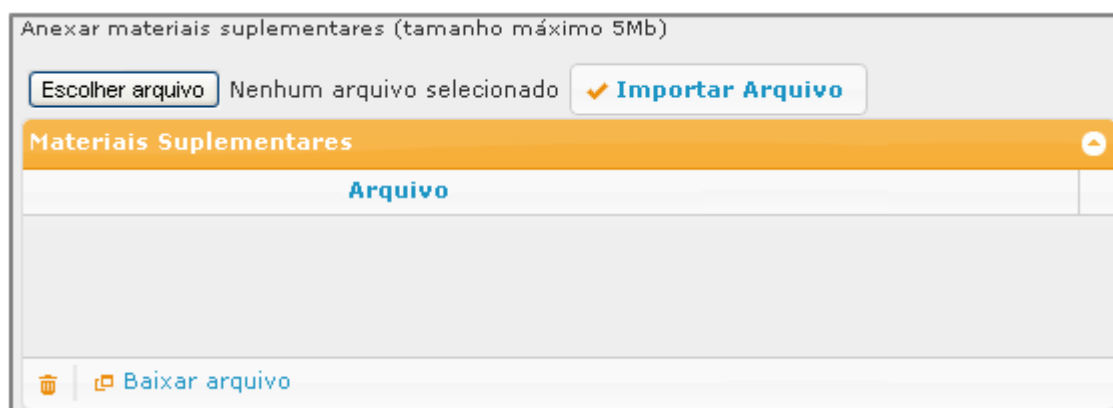 Anexar materiais suplementares (tamanho máximo 5Mb)
Escolher arquivo Nenhum arquivo selecionado Importar Arquivo
Materiais Suplementares
Arquivo
Baixar arquivo